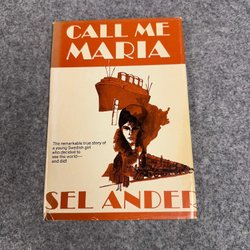 CALL ME
MARIA
The remarkable true story of
a young Swedish girl
who decided to
see the world—
and did!
SEL ANDER